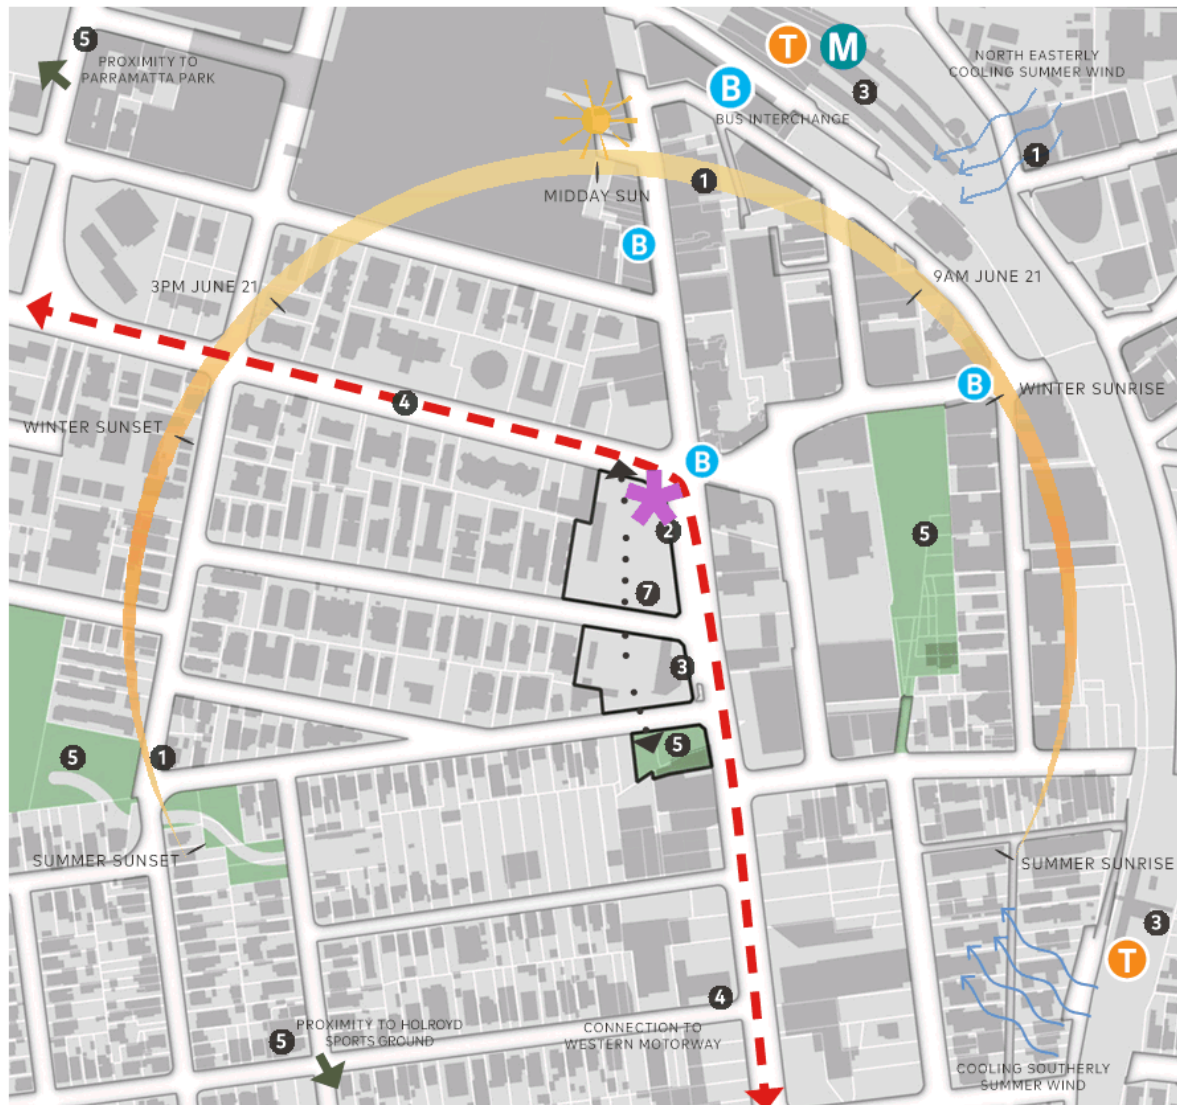 5
PROXIMITY TO
PARRAMATTA PARK
T
M
NORTH EASTERLY
COOLING SUMMER WIND
B
3
BUS INTERCHANGE
1
1
MIDDAY SUN
B
3PM JUNE 21
9AM JUNE 21
B
WINTER SUNRISE
4
WINTER SUNSET
B
2
5
7
3
5
5
1
SUMMER SUNSET
SUMMER SUNRISE
3
T
4
5
PROXIMITY TO HOLROYD
SPORTS GROUND
CONNECTION TO
WESTERN MOTORWAY
COOLING SOUTHERLY
SUMMER WIND